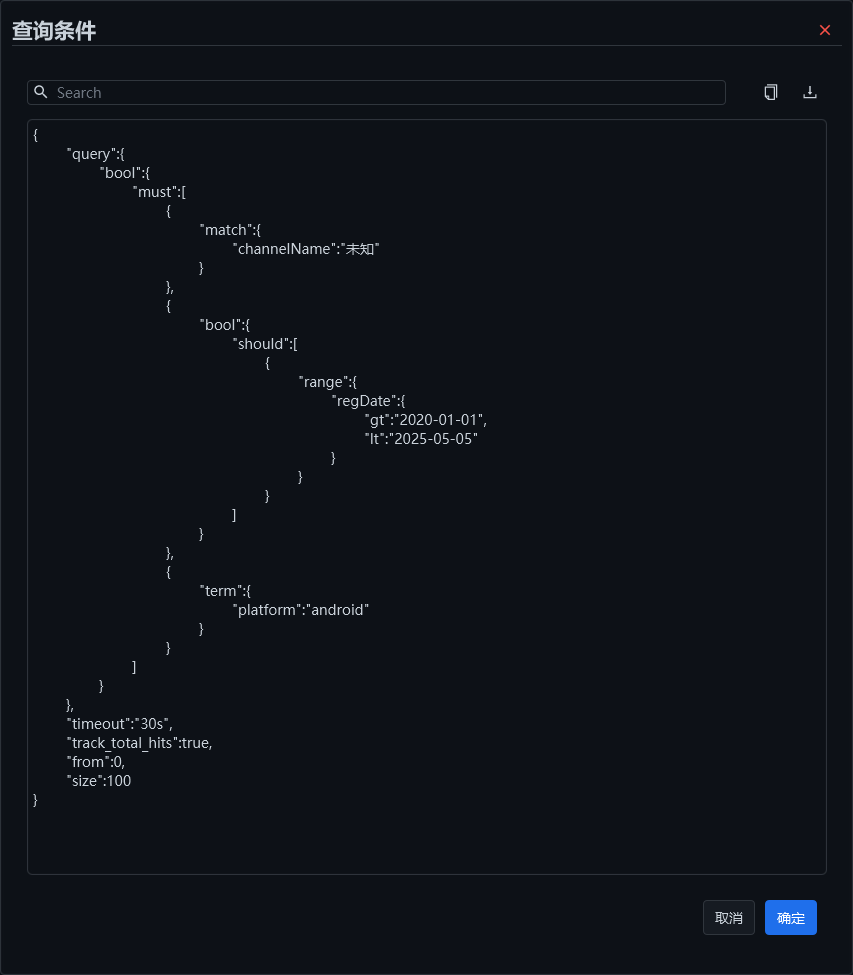 查询条件
Search
{
"query":{
"bool":{
"must":[
{
"match":{
"channelName":"未知"
}
},
{
"bool":{
"should":[
{
"range":{
"regDate":{
"gt":"2020-01-01",
"lt":"2025-05-05"
}
}
}
]
}
},
{
"term":{
"platform":"android"
}
}
]
}
},
"timeout":"30s",
"track_total_hits":true,
"from":0,
"size":100
}
取消 确定